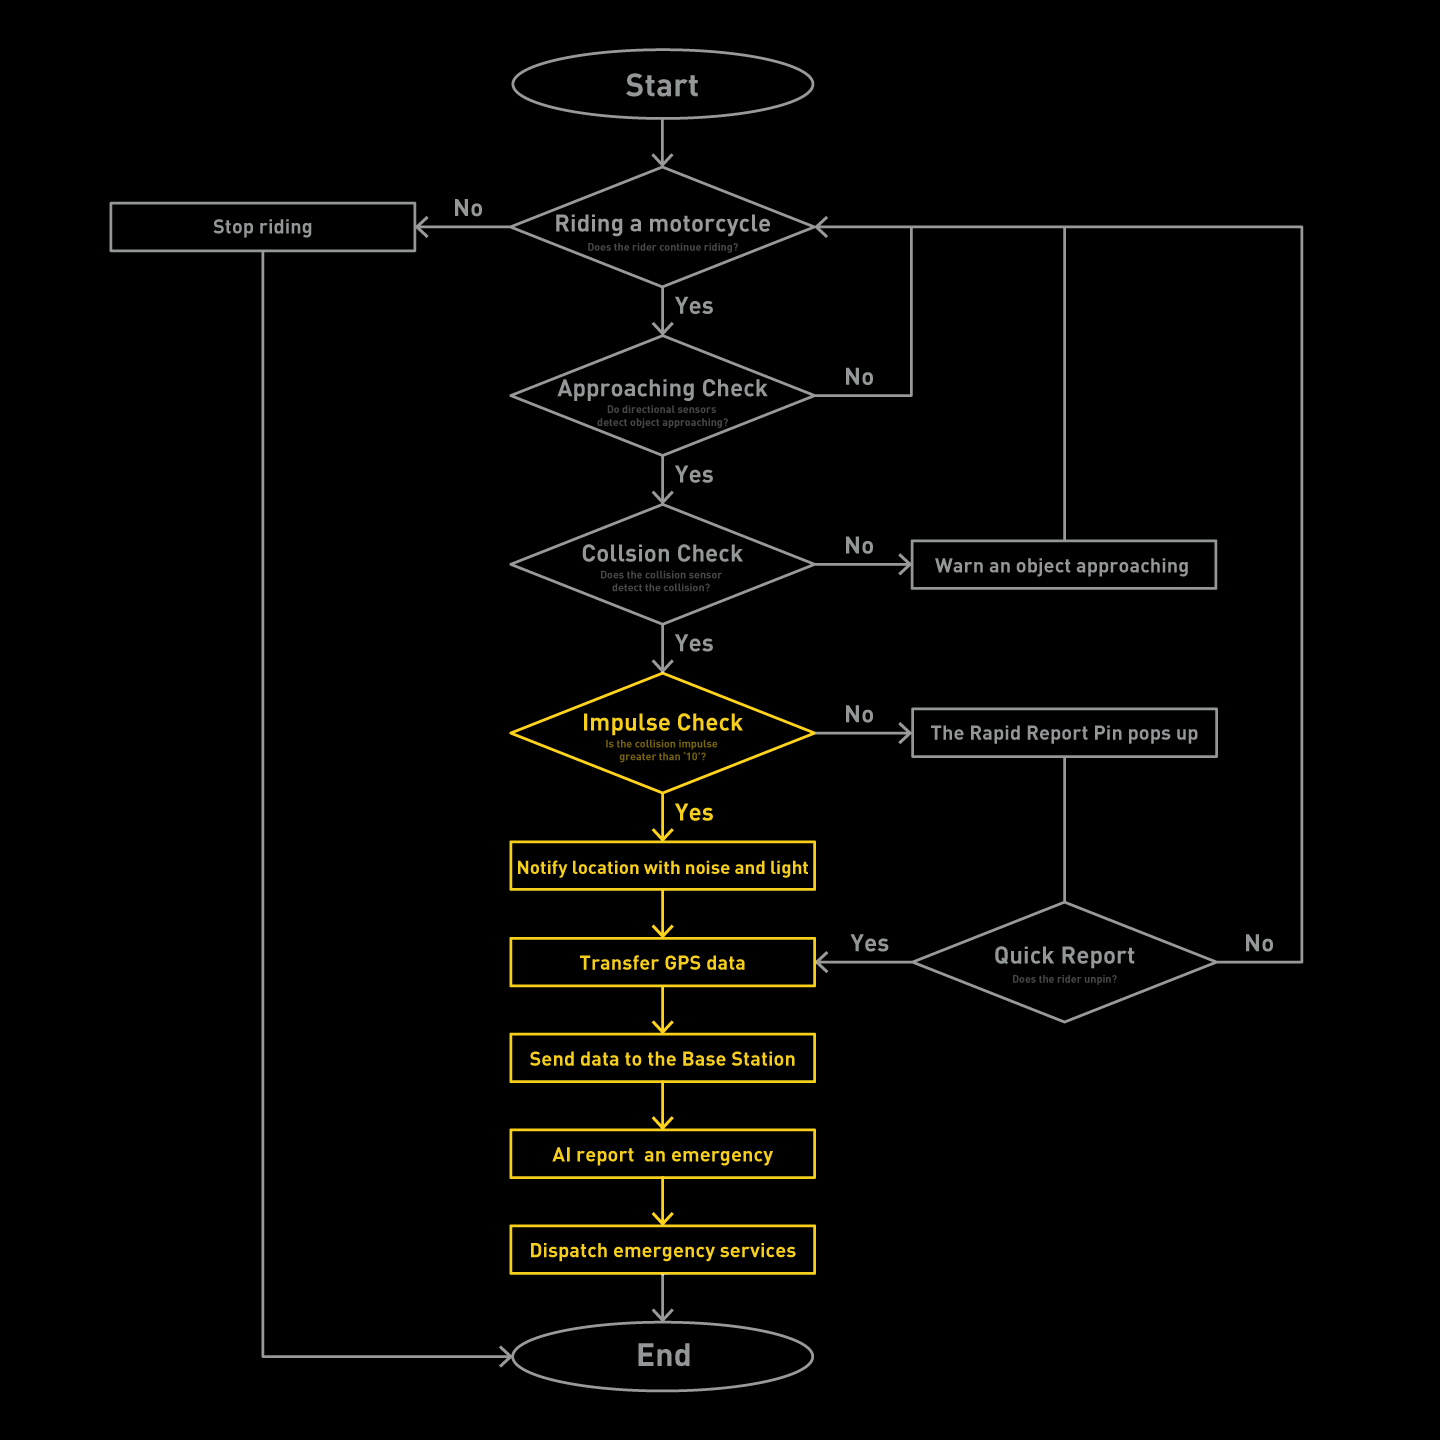 Start
No
Stop riding
Riding a motorcycle
Does the rider continue riding?
Yes
Approaching Check
Do directional sensors
detect object approaching?
No
Yes
Collsion Check
Does the collision sensor
detect the collision?
No
Warn an object approaching
Yes
Impulse Check
Is the collision impulse
greater than '10'?
No
The Rapid Report Pin pops up
Yes
Notify location with noise and light
Transfer GPS data
Yes
Quick Report
Does the rider unpin?
No
Send data to the Base Station
AI report  an emergency
Dispatch emergency services
End